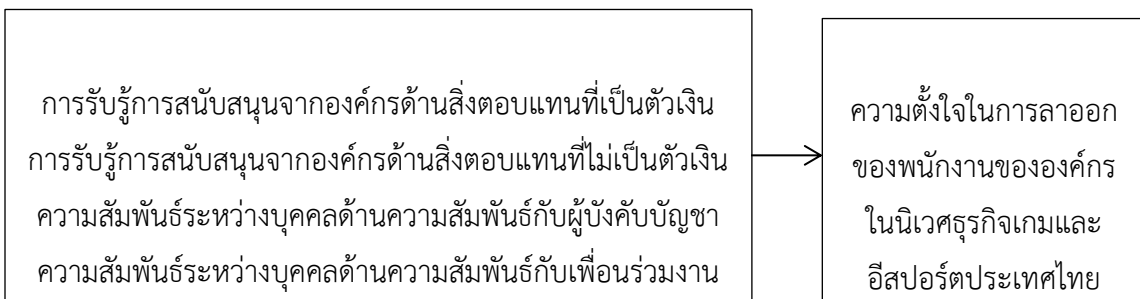 การรับรู้การสนับสนุนจากองค์กรด้านสิ่งตอบแทนที่เป็นตัวเงิน
การรับรู้การสนับสนุนจากองค์กรด้านสิ่งตอบแทนที่ไม่เป็นตัวเงิน
ความสัมพันธ์ระหว่างบุคคลด้านความสัมพันธ์กับผู้บังคับบัญชา
ความสัมพันธ์ระหว่างบุคคลด้านความสัมพันธ์กับเพื่อนร่วมงาน
ความตั้งใจในการลาออก
ของพนักงานขององค์กร
ในนิเวศธุรกิจเกมและ
อีสปอร์ตประเทศไทย